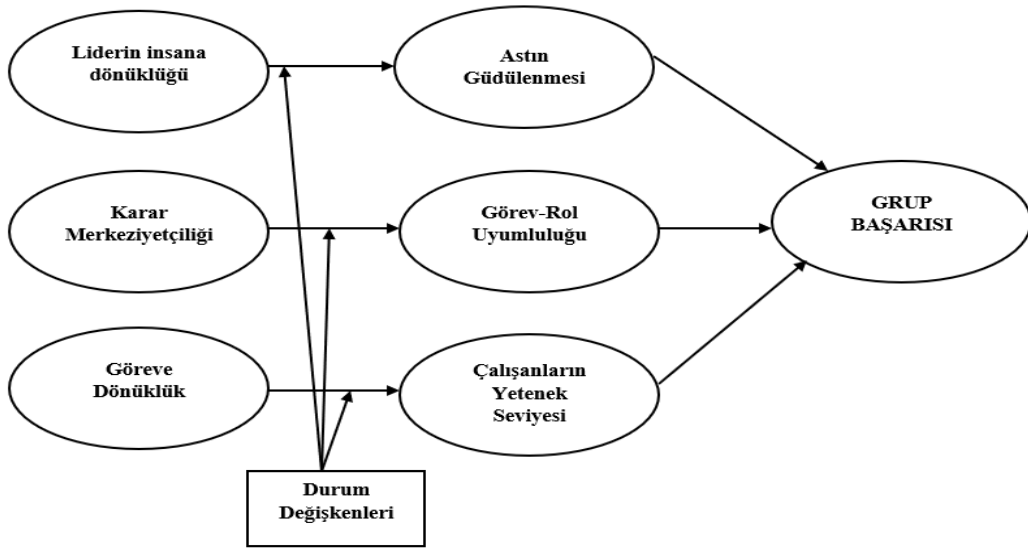 Liderin insana
dönüklüğü
Astın
Güdülenmesi
Karar
Merkeziyetçiliği
Görev-Rol
Uyumluluğu
GRUP
BAŞARISI
Göreve
Dönüklük
Çalışanların
Yetenek
Seviyesi
Durum
Değişkenleri